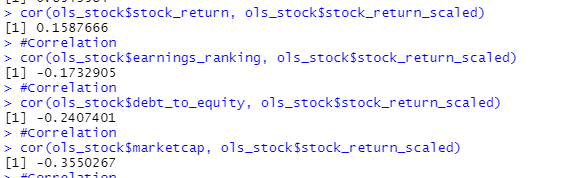 > cor(ols_stock$stock_return, ols_stock$stock_return_scaled)
[1] 0.1587666
> #Correlation
> cor(ols_stock$earnings_ranking, ols_stock$stock_return_scaled)
[1] -0.1732905
> #Correlation
> cor(ols_stock$debt_to_equity, ols_stock$stock_return_scaled)
[1] -0.2407401
> #Correlation
> cor(ols_stock$marketcap, ols_stock$stock_return_scaled)
[1] -0.3550267
> #Correlation